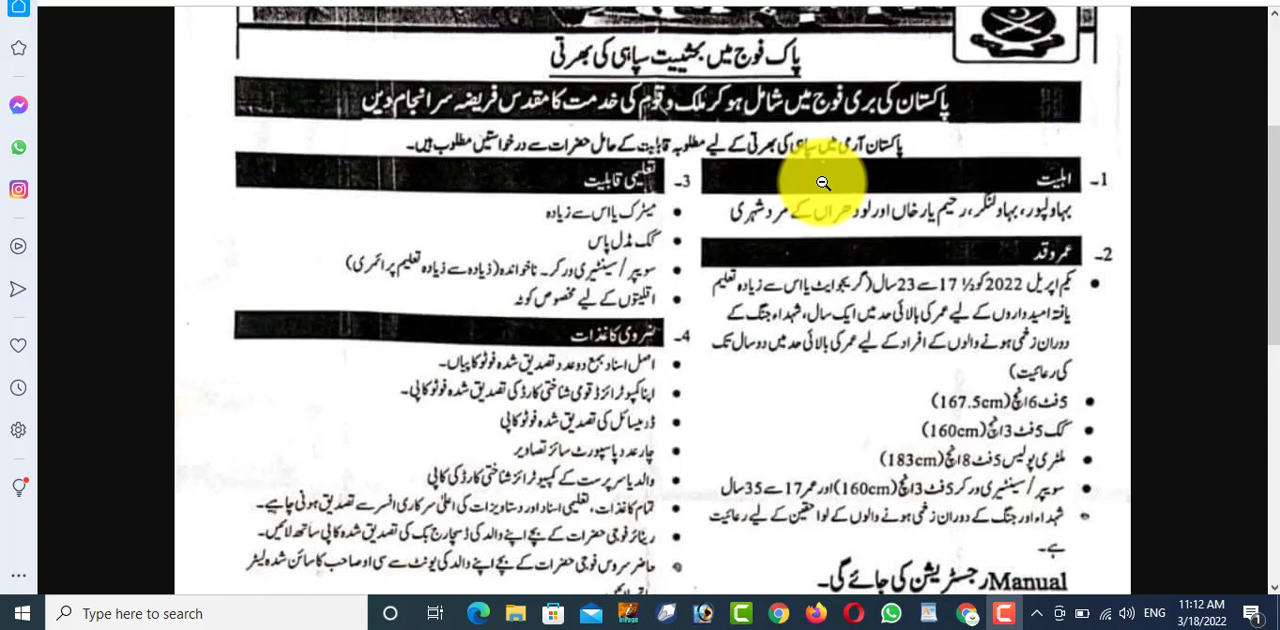 پاک فوج میں بحیثیت سپاہی کی بھرتی
پاکستان کی بری فوج میں شامل ہو کر ملک و قوم کی خدمت کا مقدس فریضہ سرانجام دیں
پاکستان آرمی میں سپاہی کی بھرتی کے لیے مطلوبہ قابلیت کے حامل حضرات سے درخواستیں مطلوب ہیں۔
1۔ اہلیت
بہاولپور، بہاولنگر، رحیم یار خاں اور لودھراں کے مرد شہری
2۔ عمر و قد
● یکم اپریل 2022 کو ½ 17 سے 23 سال (گریجوایٹ یا اس سے زیادہ تعلیم
یافتہ امیدواروں کے لیے عمر کی بالائی حد میں ایک سال، شہداء جنگ کے
دوران زخمی ہونے والوں کے افراد کے لیے عمر کی بالائی حد میں دو سال تک
کی رعائیت)
● 5 فٹ 6 انچ (167.5cm)
● کک 5 فٹ 3 انچ (160cm)
● ملٹری پولیس 5 فٹ 8 انچ (183cm)
● سویپر / سینٹیری ورکر 5 فٹ 3 انچ (160cm) اور عمر 17 سے 35 سال
● شہداء اور جنگ کے دوران زخمی ہونے والوں کے لواحقین کے لیے رعائیت
ہے۔
Manual رجسٹریشن کی جائے گی۔
3۔ تعلیمی قابلیت
● میٹرک یا اس سے زیادہ
● کک مڈل پاس
● سویپر / سینٹیری ورکر۔ ناخواندہ (زیادہ سے زیادہ تعلیم پرائمری)
● اقلیتوں کے لیے مخصوص کوٹہ
4۔ ضروی کاغذات
● اصل اسناد بمع دو عدد تصدیق شدہ فوٹو کاپیاں۔
● اپنا کمپوٹرائزڈ قومی شناختی کارڈ کی تصدیق شدہ فوٹو کاپی۔
● ڈومیسائل کی تصدیق شدہ فوٹو کاپی
● چار عدد پاسپورٹ سائز تصاویر
● والد یا سرپرست کے کمپیوٹرائز شناختی کارڈ کی کاپی
● تمام کاغذات، تعلیمی اسناد اور دستاویزات کی اعلیٰ سرکاری افسر سے تصدیق ہونی چاہیے۔
● ریٹائر فوجی حضرات کے بچے اپنے والد کی ڈسچارج بک کی تصدیق شدہ کاپی ساتھ لائیں۔
● حاضر سروس فوجی حضرات کے بچے اپنے والد کی یونٹ سے سی او صاحب کا سائن شدہ لیٹر
Type here to search
ENG
11:12 AM
3/18/2022
1